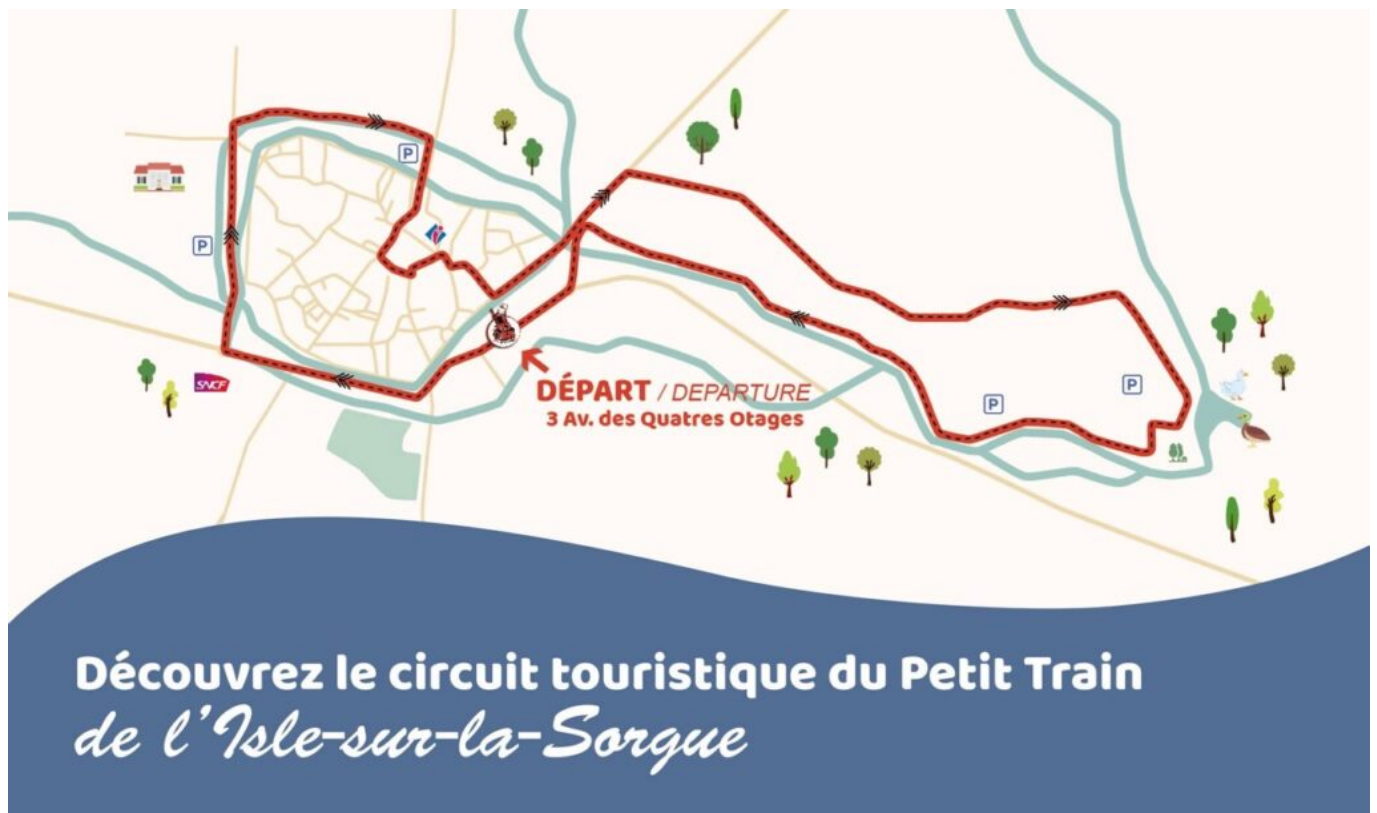 P
P
SNCF
DÉPART / DEPARTURE
3 Av. des Quatres Otages
P
P
Découvrez le circuit touristique du Petit Train
de l'Isle-sur-la-Sorgue